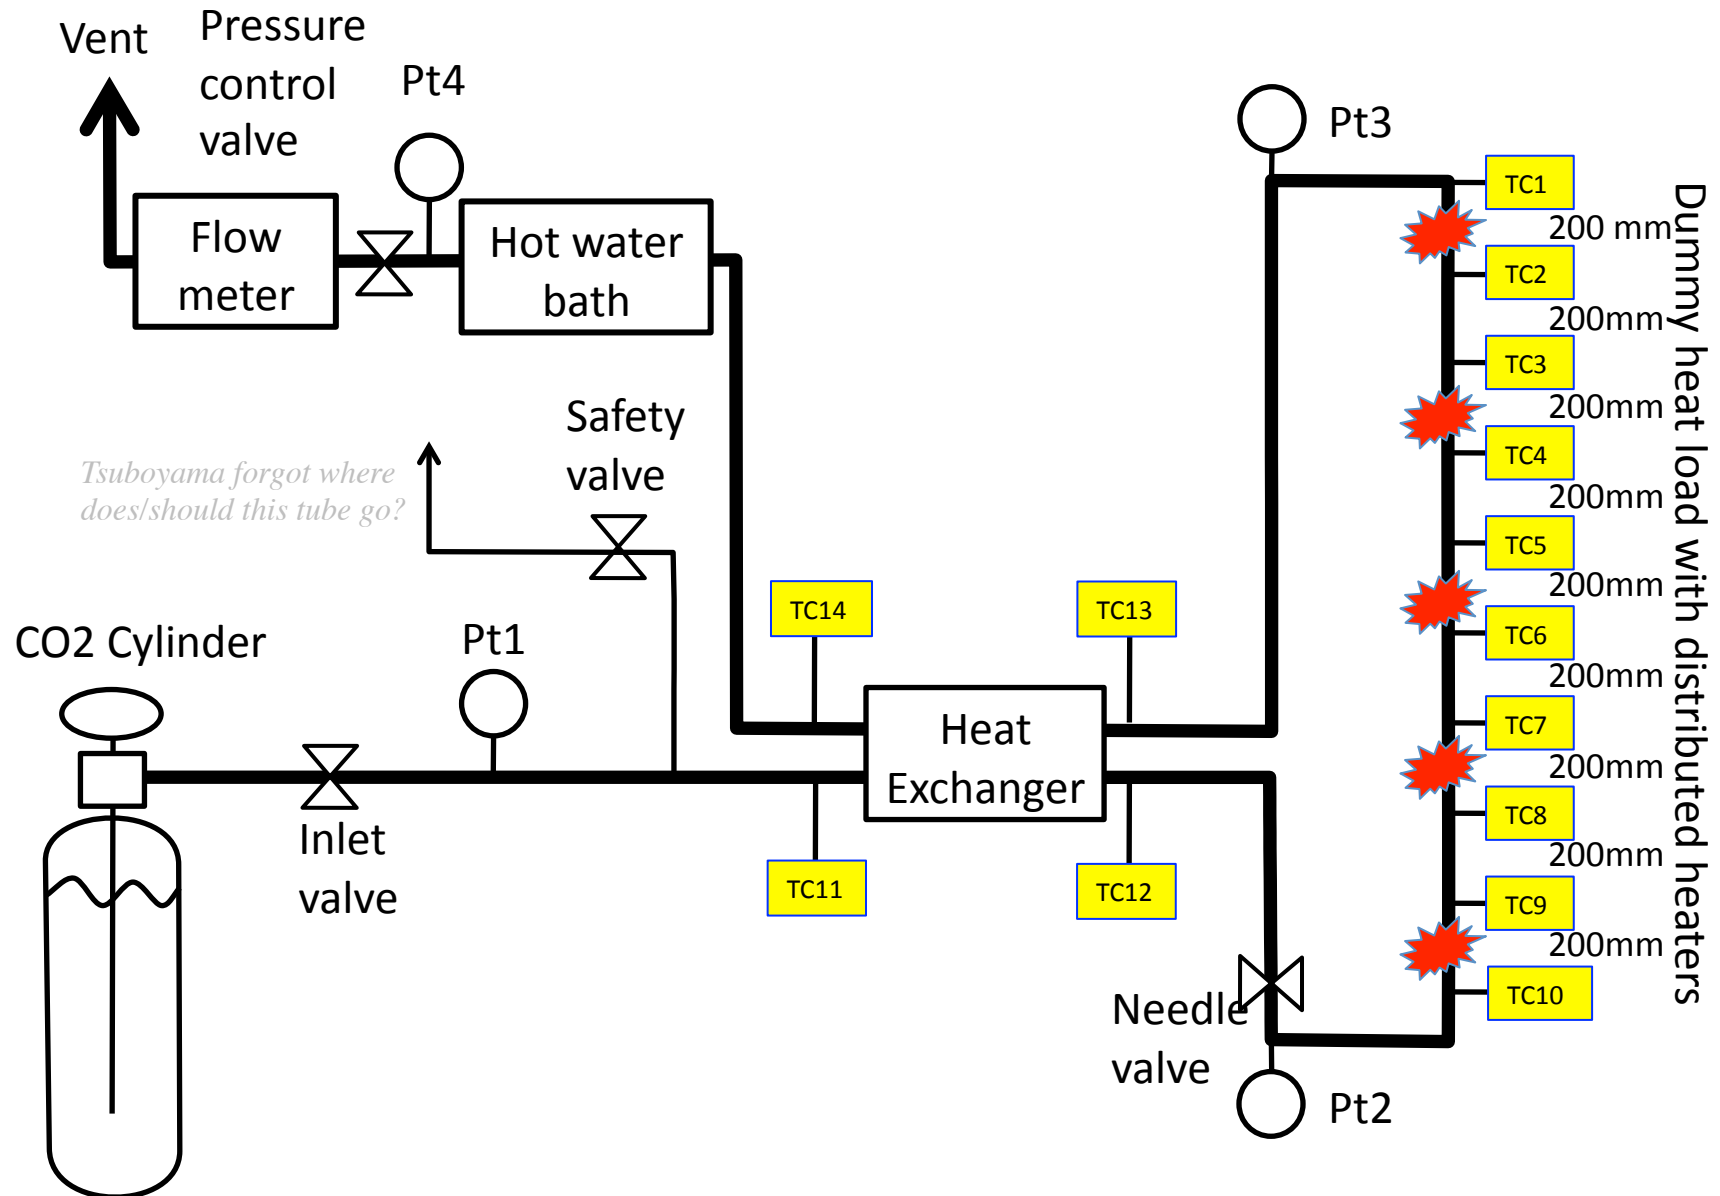 Vent
Pressure
control
valve
Pt4
Flow
meter
Hot water
bath
Pt3
TC1
200 mm
TC2
200mm
TC3
200mm
TC4
200mm
TC5
200mm
TC6
200mm
TC7
200mm
TC8
200mm
TC9
200mm
TC10
Dummy heat load with distributed heaters
Safety
valve
Tsuboyama forgot where
does/should this tube go?
CO2 Cylinder
Pt1
Inlet
valve
TC14
TC13
Heat
Exchanger
TC11
TC12
Needle
valve
Pt2